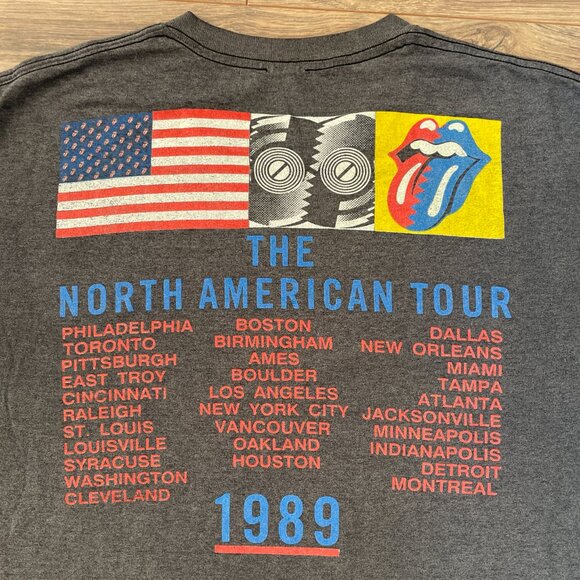 THE
NORTH AMERICAN TOUR
PHILADELPHIA
TORONTO
PITTSBURGH
EAST TROY
CINCINNATI
RALEIGH
ST. LOUIS
LOUISVILLE
SYRACUSE
WASHINGTON
CLEVELAND
BOSTON
BIRMINGHAM
AMES
BOULDER
LOS ANGELES
NEW YORK CITY
VANCOUVER
OAKLAND
HOUSTON
DALLAS
NEW ORLEANS
MIAMI
TAMPA
ATLANTA
JACKSONVILLE
MINNEAPOLIS
INDIANAPOLIS
DETROIT
MONTREAL
1989